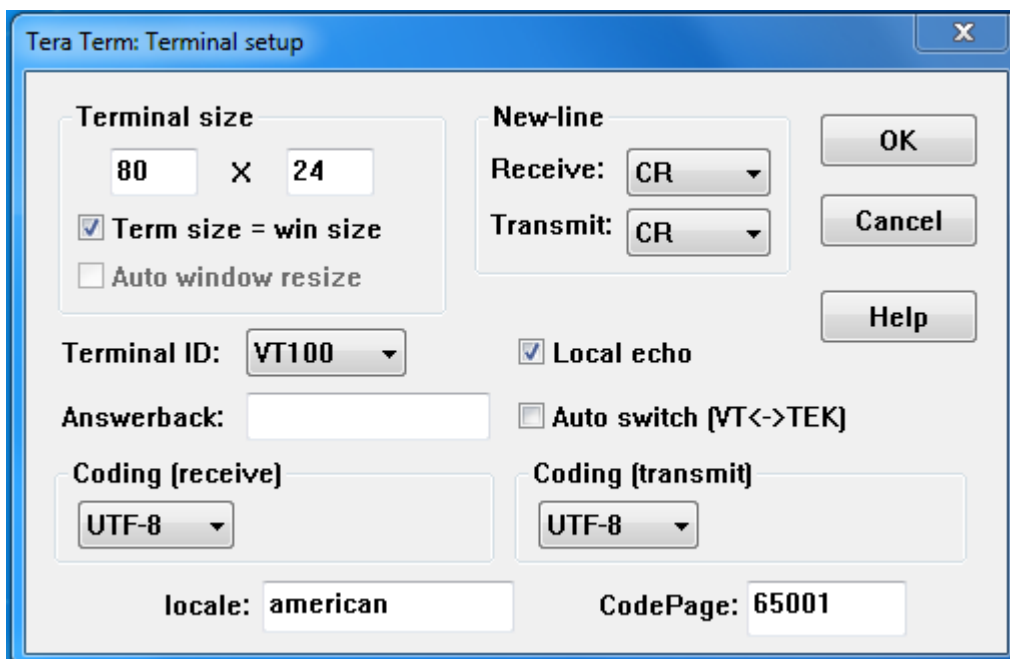 Tera Term: Terminal setup
Terminal size
80 X 24
Term size = win size
Auto window resize
New-line
Receive: CR
Transmit: CR
OK
Cancel
Help
Terminal ID: VT100
Local echo
Answerback:
Auto switch (VT<->TEK)
Coding (receive)
UTF-8
Coding (transmit)
UTF-8
locale: american
CodePage: 65001